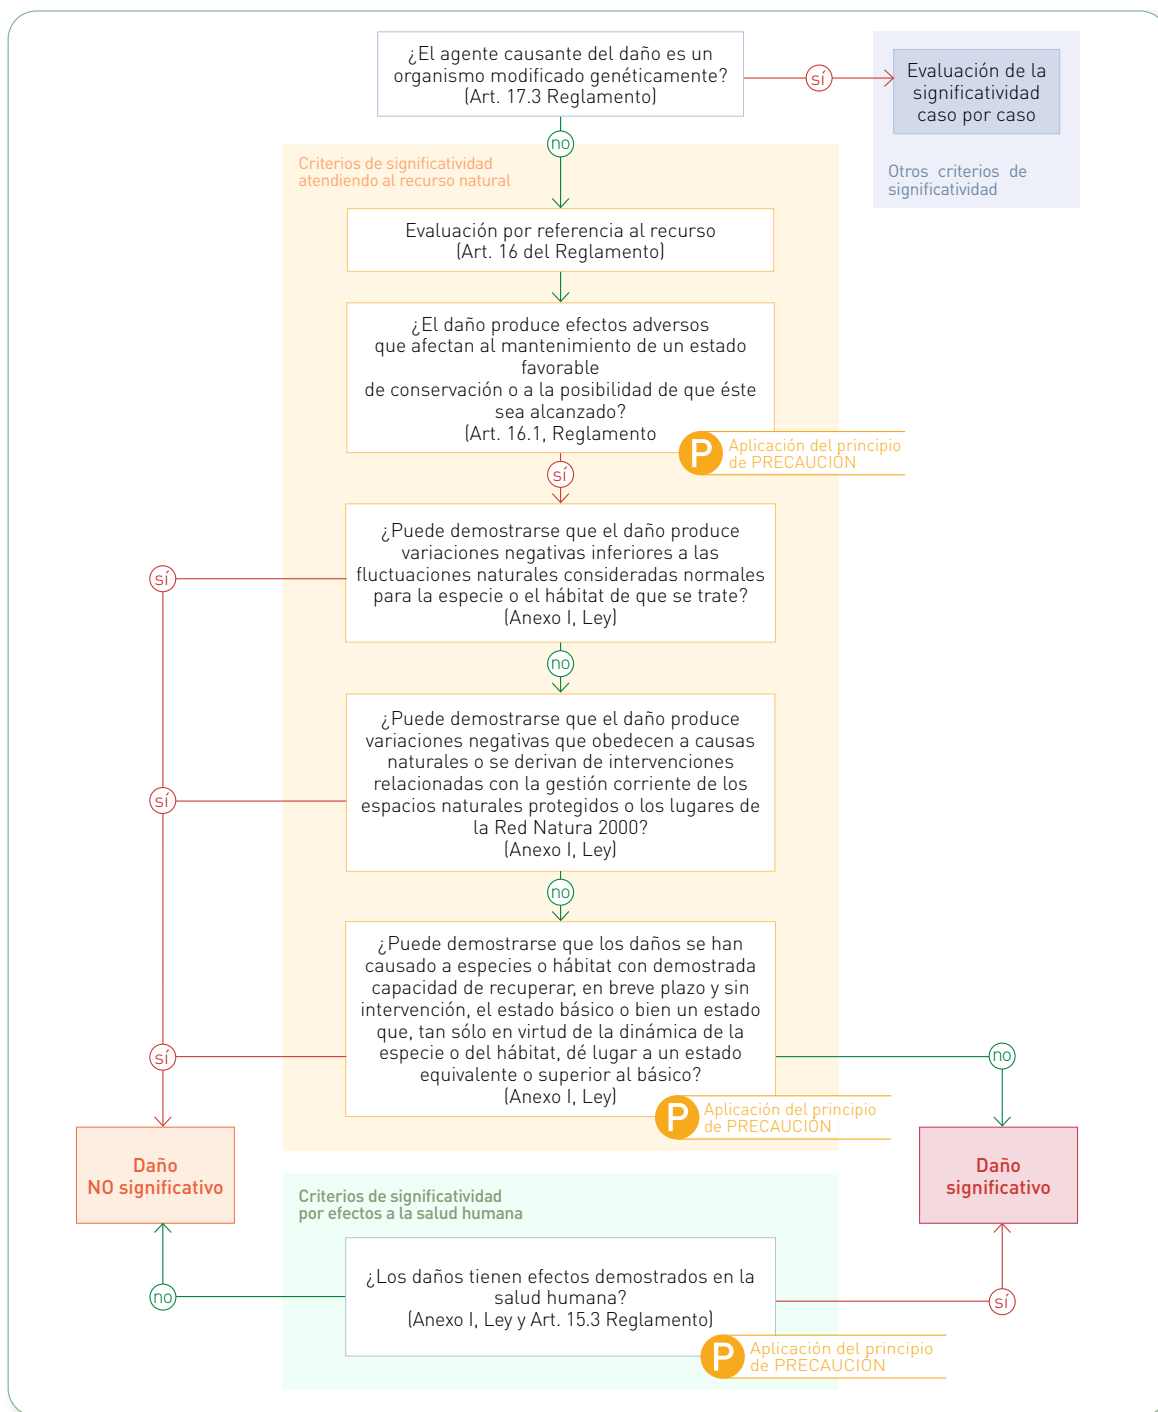 ¿El agente causante del daño es un
organismo modificado genéticamente?
(Art. 17.3 Reglamento)
sí
Evaluación de la
significatividad
caso por caso
Otros criterios de
significatividad
no
Criterios de significatividad
atendiendo al recurso natural
Evaluación por referencia al recurso
(Art. 16 del Reglamento)
¿El daño produce efectos adversos
que afectan al mantenimiento de un estado
favorable
de conservación o a la posibilidad de que éste
sea alcanzado?
(Art. 16.1, Reglamento
P
Aplicación del principio
de PRECAUCIÓN
sí
¿Puede demostrarse que el daño produce
variaciones negativas inferiores a las
fluctuaciones naturales consideradas normales
para la especie o el hábitat de que se trate?
(Anexo I, Ley)
sí
no
¿Puede demostrarse que el daño produce
variaciones negativas que obedecen a causas
naturales o se derivan de intervenciones
relacionadas con la gestión corriente de los
espacios naturales protegidos o los lugares de
la Red Natura 2000?
(Anexo I, Ley)
sí
no
¿Puede demostrarse que los daños se han
causado a especies o hábitat con demostrada
capacidad de recuperar, en breve plazo y sin
intervención, el estado básico o bien un estado
que, tan sólo en virtud de la dinámica de la
especie o del hábitat, dé lugar a un estado
equivalente o superior al básico?
(Anexo I, Ley)
sí
no
P
Aplicación del principio
de PRECAUCIÓN
Daño
NO significativo
Daño
significativo
Criterios de significatividad
por efectos a la salud humana
¿Los daños tienen efectos demostrados en la
salud humana?
(Anexo I, Ley y Art. 15.3 Reglamento)
no
sí
P
Aplicación del principio
de PRECAUCIÓN